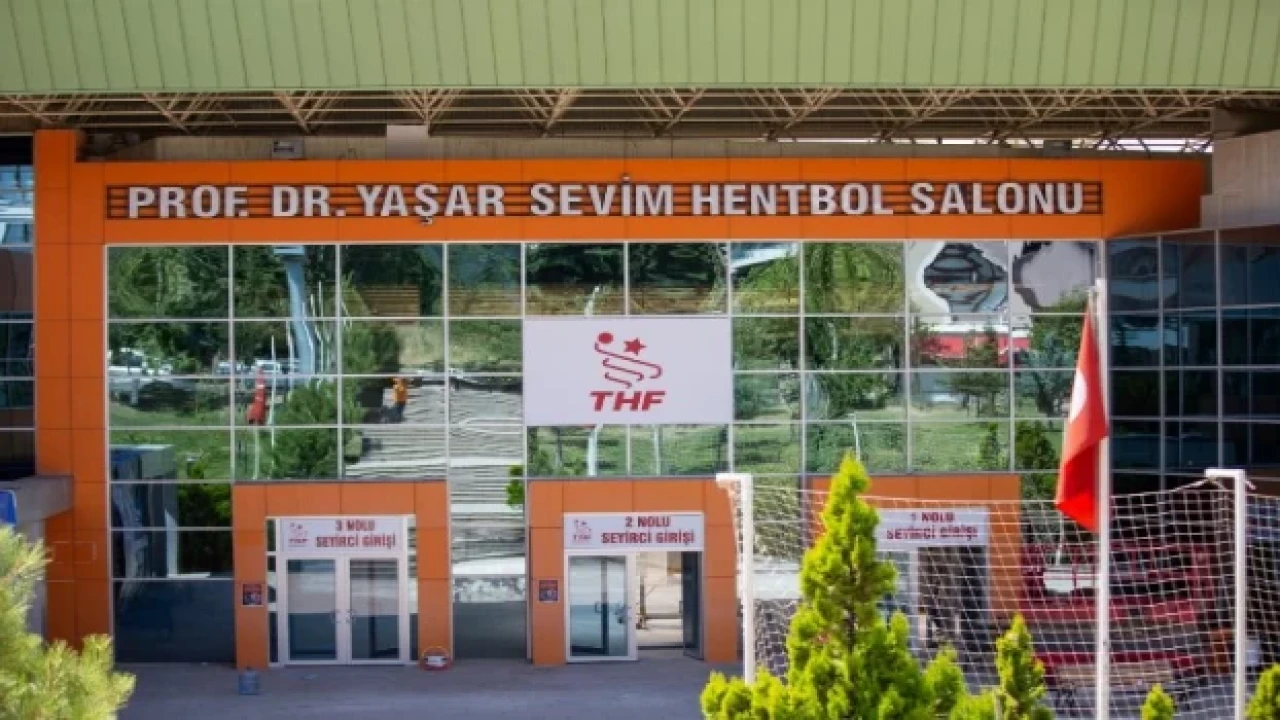 PROF. DR. YAŞAR SEVİM HENTBOL SALONU
THF
3 NOLU
SEYİRCİ GİRİŞİ
THF
2 NOLU
SEYİRCİ GİRİŞİ
1 NOLU
SEYİRCİ GİRİŞİ